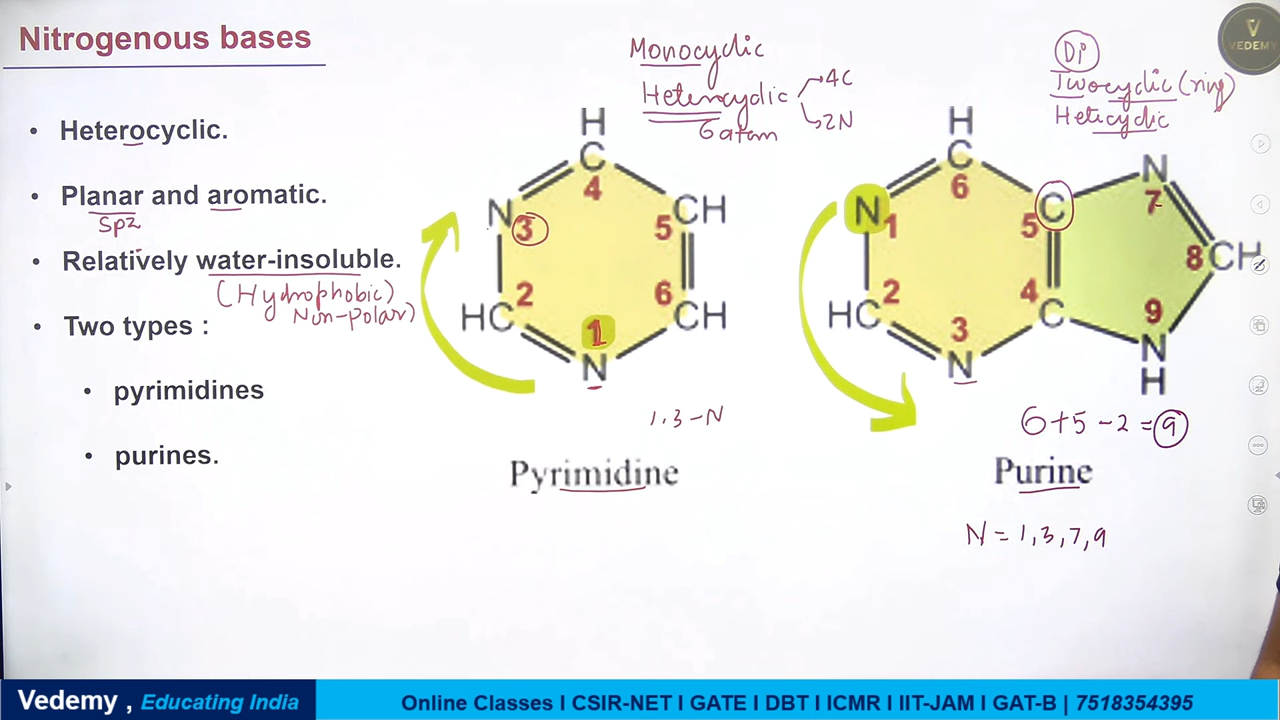 Nitrogenous bases
• Heterocyclic.
• Planar and aromatic.
sp2
• Relatively water-insoluble.
(Hydrophobic)
Non-polar)
• Two types :
• pyrimidines
• purines.
Monocyclic
Heterocyclic
4C
2N
6 atom
H
C
4
N
3
5
CH
HC
2
6
CH
1
N
1,3-N
Pyrimidine
Di
Twocyclic (ring)
Heticyclic
H
C
6
N
1
5
C
N
7
8
CH
HC
2
4
C
3
N
9
N
H
6+5-2=9
Purine
N = 1,3,7,9
V
VEDEMY
Vedemy , Educating India
Online Classes I CSIR-NET I GATE I DBT I ICMR I IIT-JAM I GAT-B | 7518354395